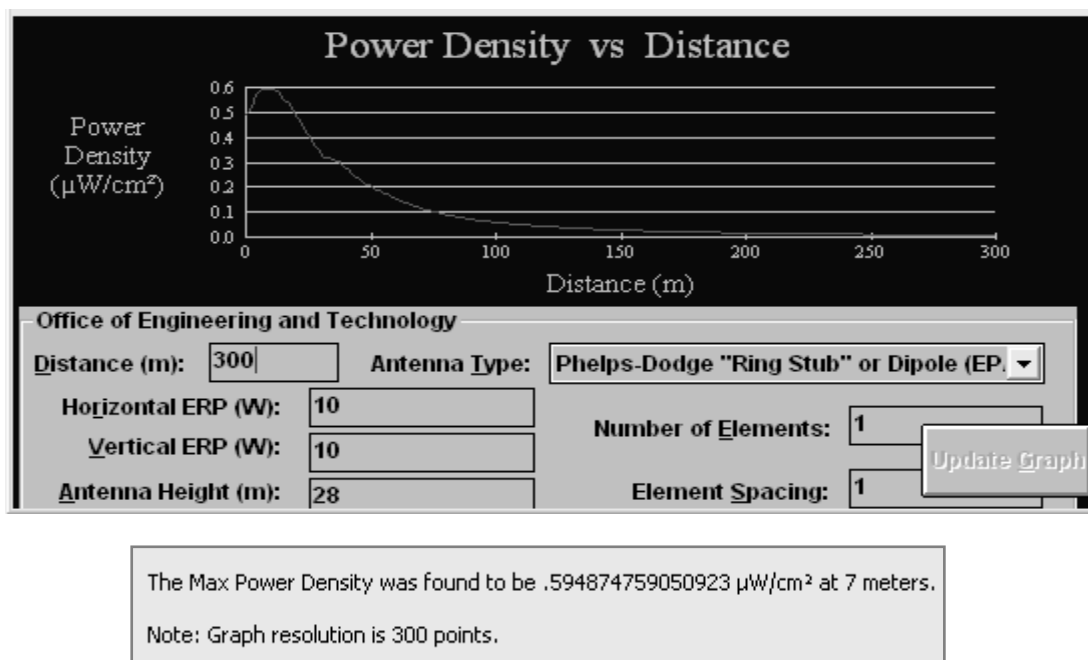 Power Density vs Distance
Power
Density
(µW/cm²)
0.6
0.5
0.4
0.3
0.2
0.1
0.0
0 50 100 150 200 250 300
Distance (m)
Office of Engineering and Technology
Distance (m): 300 Antenna Type: Phelps-Dodge "Ring Stub" or Dipole (EP.
Horizontal ERP (W): 10 Number of Elements: 1
Vertical ERP (W): 10 Update Graph
Antenna Height (m): 28 Element Spacing: 1
The Max Power Density was found to be .594874759050923 µW/cm² at 7 meters.
Note: Graph resolution is 300 points.